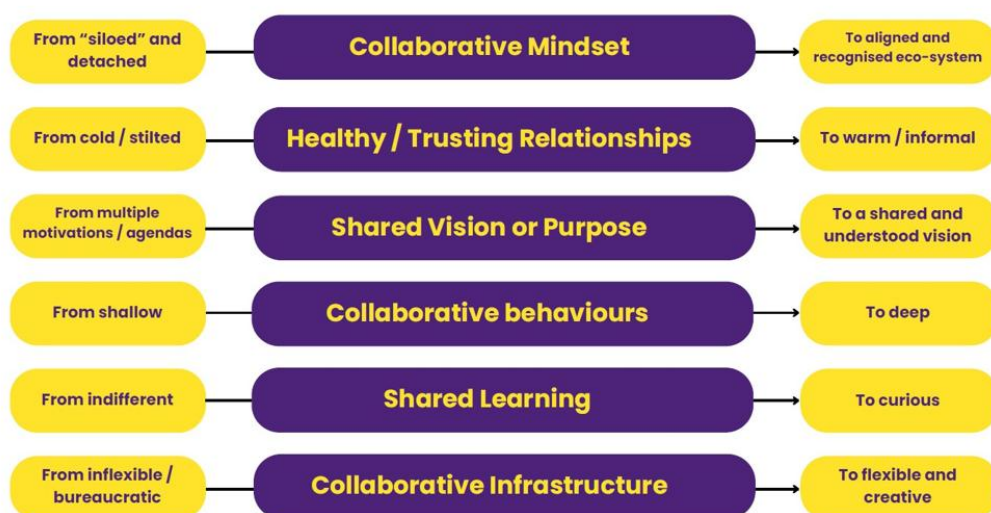 From “siloed” and
detached
Collaborative Mindset
To aligned and
recognised eco-system
From cold / stilted
Healthy / Trusting Relationships
To warm / informal
From multiple
motivations / agendas
Shared Vision or Purpose
To a shared and
understood vision
From shallow
Collaborative behaviours
To deep
From indifferent
Shared Learning
To curious
From inflexible /
bureaucratic
Collaborative Infrastructure
To flexible and
creative